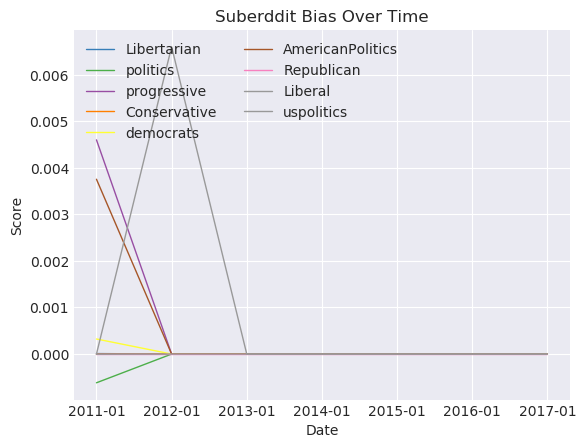 Suberddit Bias Over Time
Libertarian
politics
progressive
Conservative
democrats
AmericanPolitics
Republican
Liberal
uspolitics
Score
0.006
0.005
0.004
0.003
0.002
0.001
0.000
2011-01 2012-01 2013-01 2014-01 2015-01 2016-01 2017-01
Date